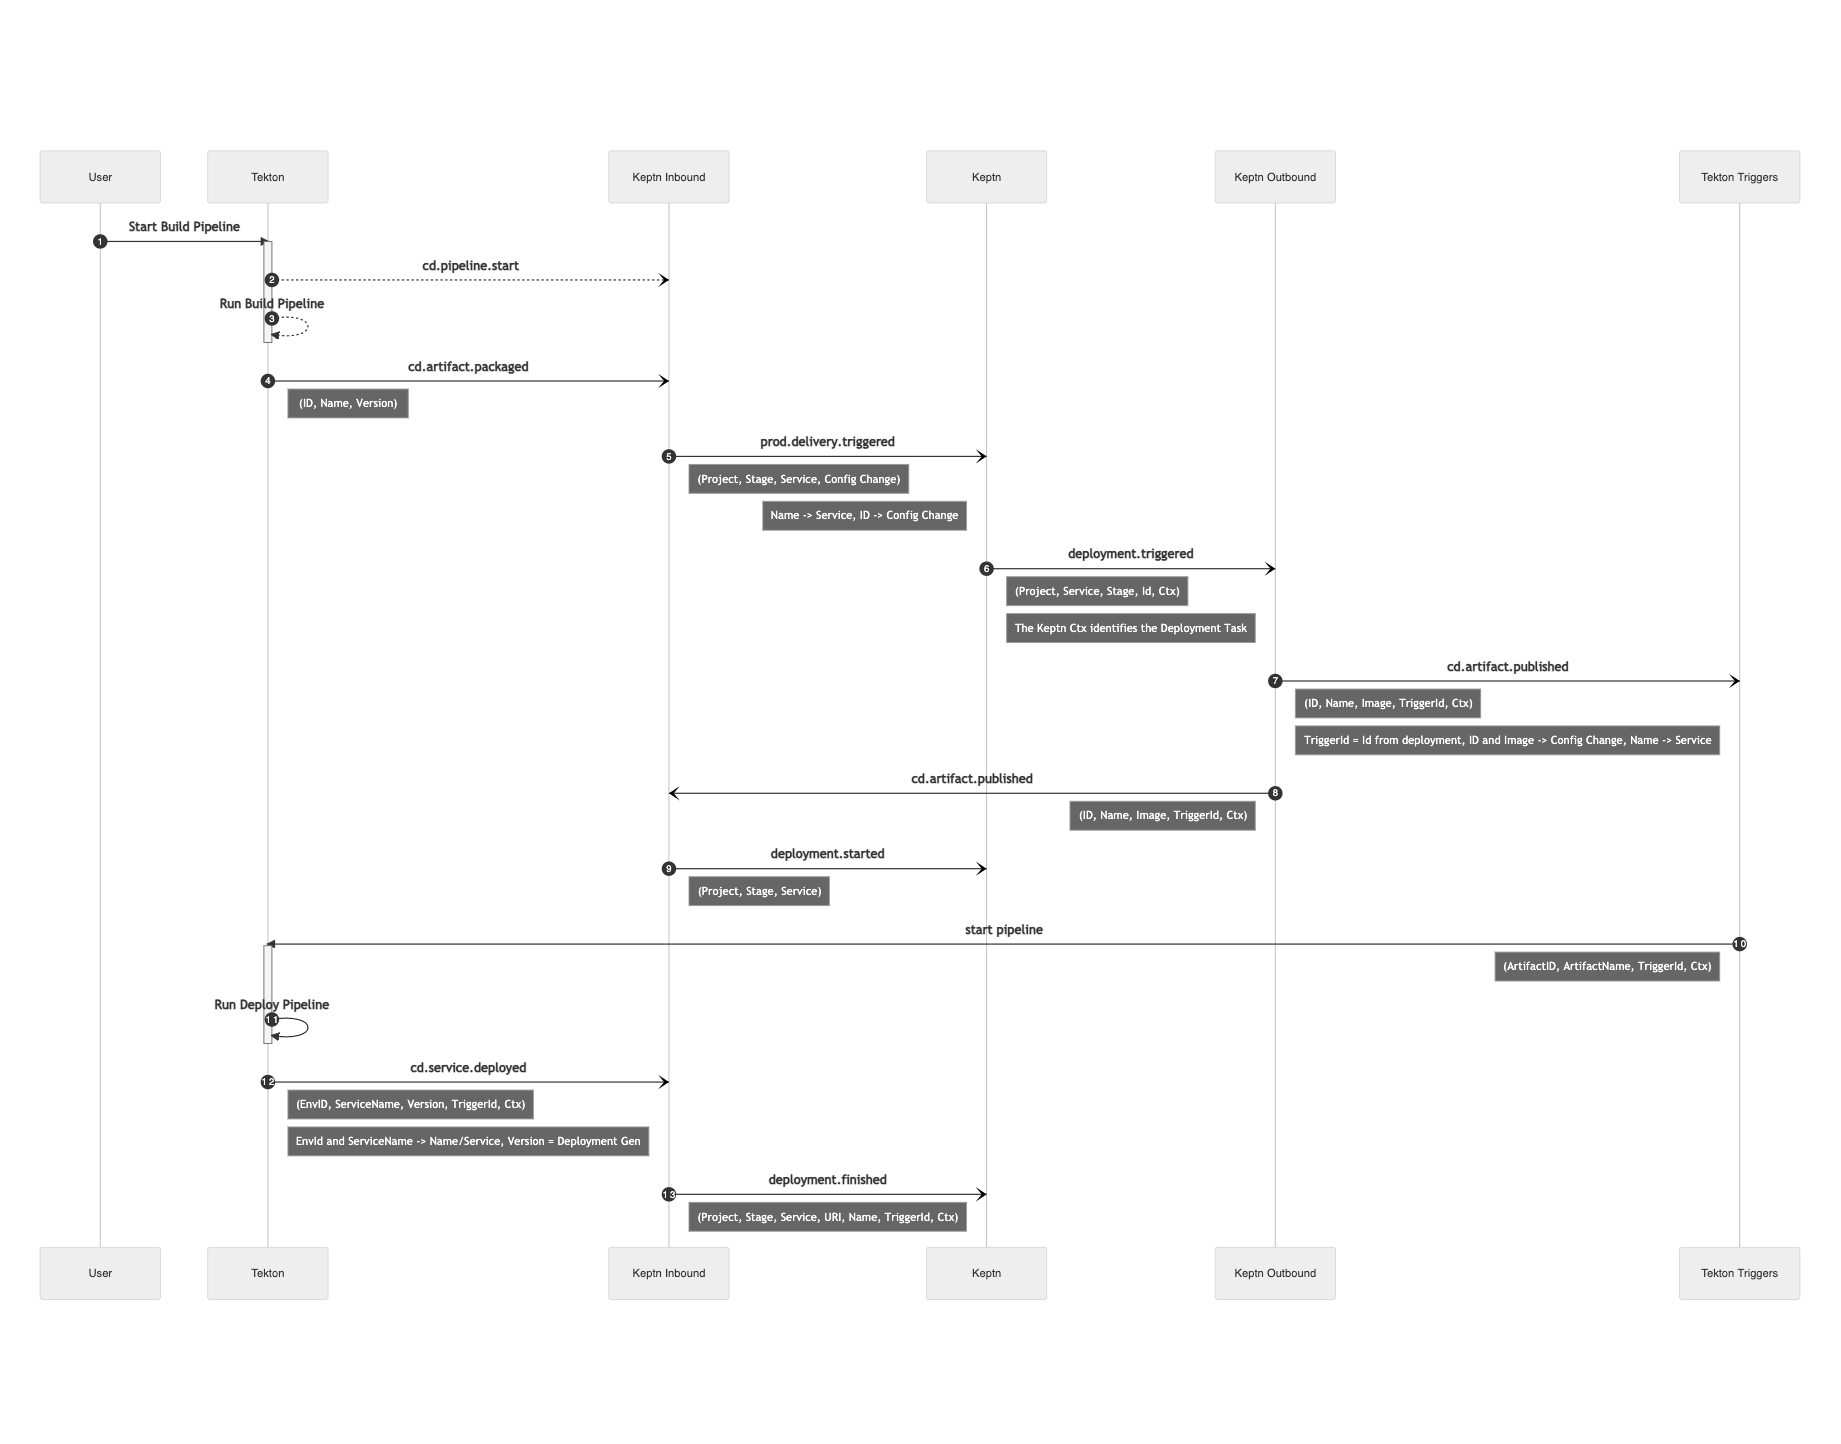 User
Tekton
Keptn Inbound
Keptn
Keptn Outbound
Tekton Triggers
Start Build Pipeline
1
cd.pipeline.start
2
Run Build Pipeline
3
cd.artifact.packaged
4
(ID, Name, Version)
prod.delivery.triggered
5
(Project, Stage, Service, Config Change)
Name -> Service, ID -> Config Change
deployment.triggered
6
(Project, Service, Stage, Id, Ctx)
The Keptn Ctx identifies the Deployment Task
cd.artifact.published
7
(ID, Name, Image, TriggerId, Ctx)
TriggerId = Id from deployment, ID and Image -> Config Change, Name -> Service
cd.artifact.published
8
(ID, Name, Image, TriggerId, Ctx)
deployment.started
9
(Project, Stage, Service)
start pipeline
10
(ArtifactID, ArtifactName, TriggerId, Ctx)
Run Deploy Pipeline
11
cd.service.deployed
12
(EnvID, ServiceName, Version, TriggerId, Ctx)
EnvId and ServiceName -> Name/Service, Version = Deployment Gen
deployment.finished
13
(Project, Stage, Service, URI, Name, TriggerId, Ctx)
User
Tekton
Keptn Inbound
Keptn
Keptn Outbound
Tekton Triggers